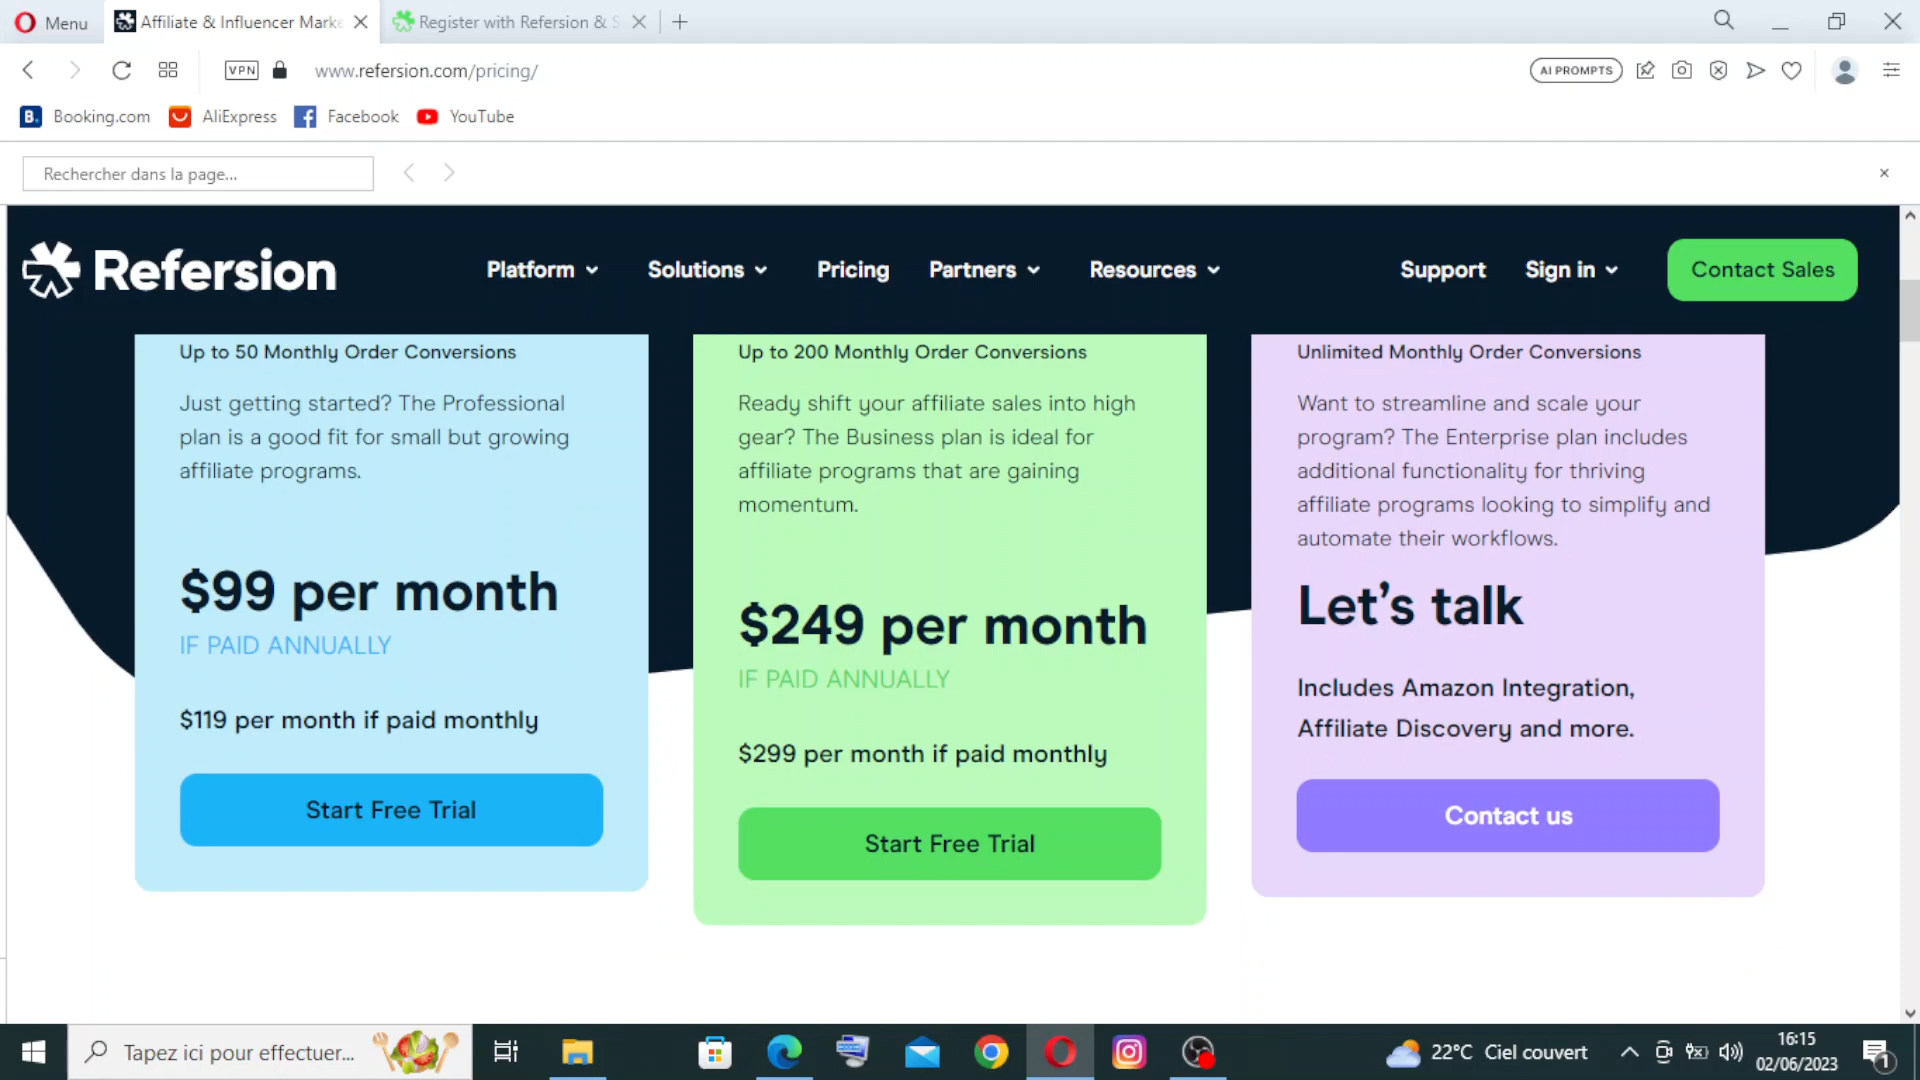 Menu
Affiliate & Influencer Marke
Register with Refersion & S
VPN
www.refersion.com/pricing/
AI PROMPTS
Booking.com
AliExpress
Facebook
YouTube
Rechercher dans la page...
Refersion
Platform
Solutions
Pricing
Partners
Resources
Support
Sign in
Contact Sales
Up to 50 Monthly Order Conversions
Just getting started? The Professional
plan is a good fit for small but growing
affiliate programs.
$99 per month
IF PAID ANNUALLY
$119 per month if paid monthly
Start Free Trial
Up to 200 Monthly Order Conversions
Ready shift your affiliate sales into high
gear? The Business plan is ideal for
affiliate programs that are gaining
momentum.
$249 per month
IF PAID ANNUALLY
$299 per month if paid monthly
Start Free Trial
Unlimited Monthly Order Conversions
Want to streamline and scale your
program? The Enterprise plan includes
additional functionality for thriving
affiliate programs looking to simplify and
automate their workflows.
Let’s talk
Includes Amazon Integration,
Affiliate Discovery and more.
Contact us
Tapez ici pour effectuer...
22°C Ciel couvert
16:15
02/06/2023
1